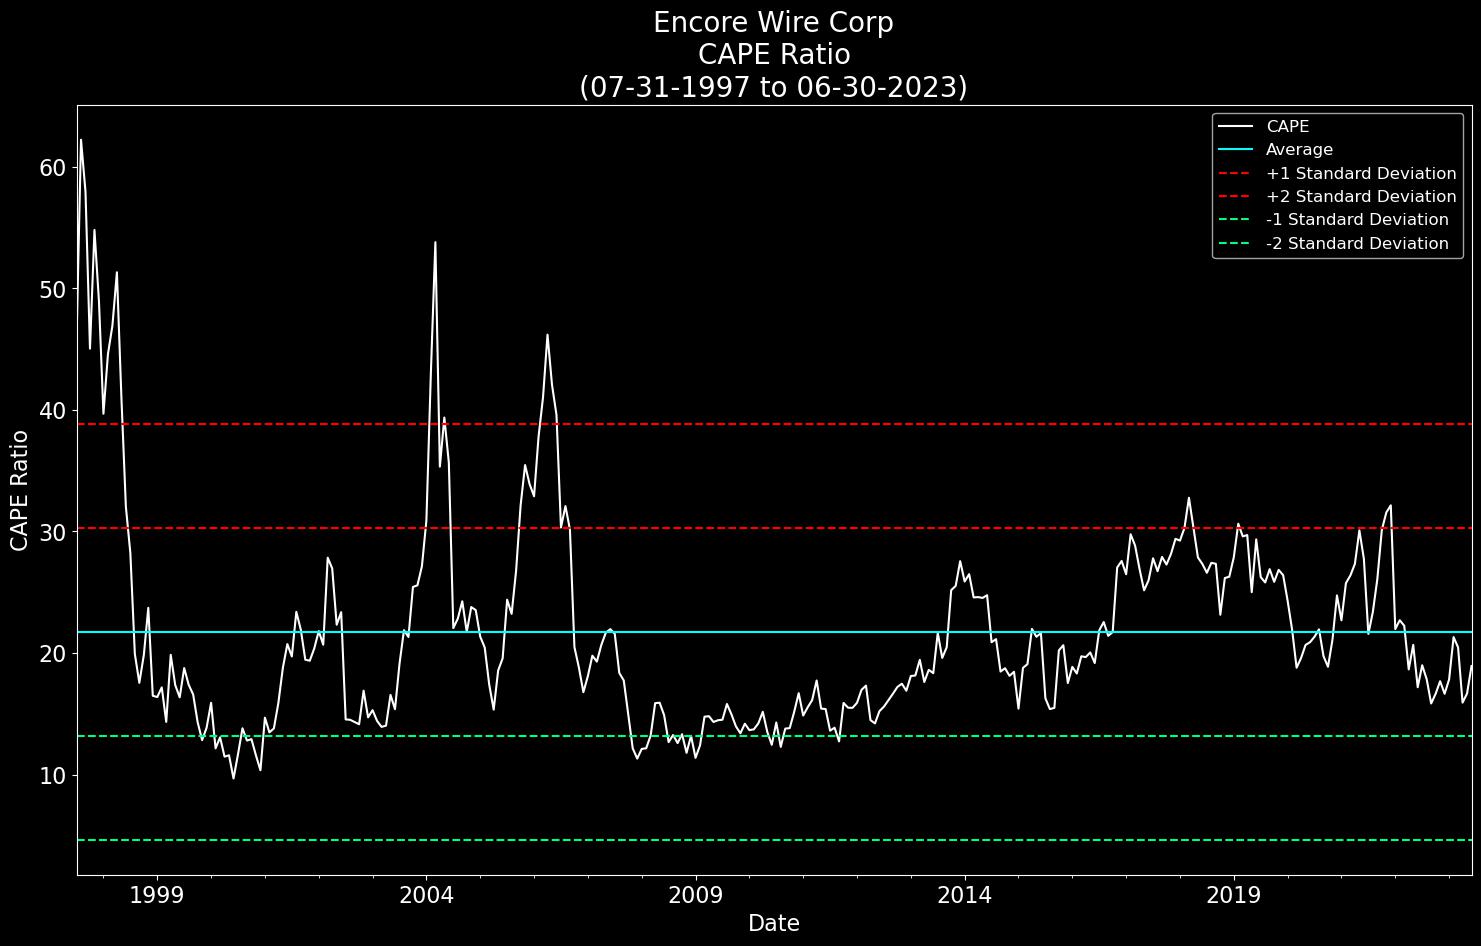 Encore Wire Corp
CAPE Ratio
(07-31-1997 to 06-30-2023)
CAPE
Average
+1 Standard Deviation
+2 Standard Deviation
-1 Standard Deviation
-2 Standard Deviation
60
50
40
30
20
10
CAPE Ratio
1999
2004
2009
2014
2019
Date